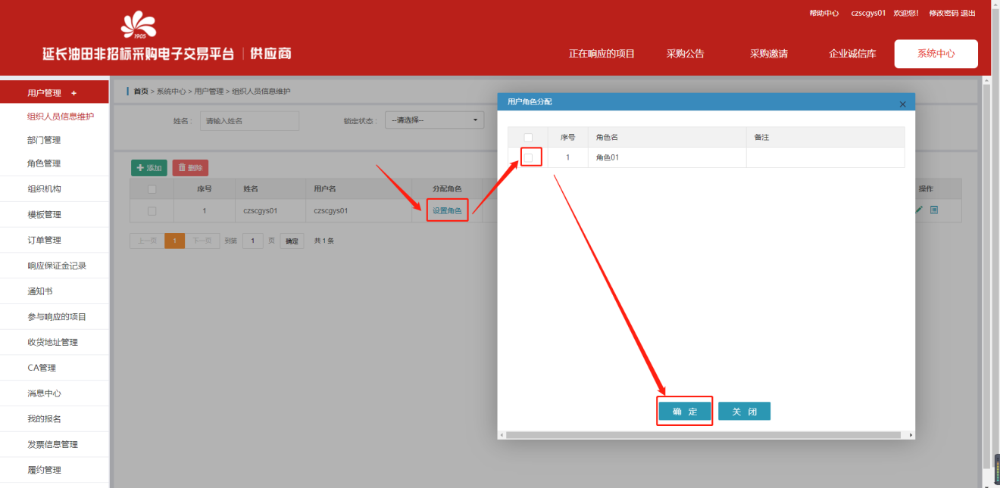 帮助中心 czscgys01 欢迎您! 修改密码 退出
1905
延长油田非招标采购电子交易平台 | 供应商
正在响应的项目 采购公告 采购邀请 企业诚信库 系统中心
用户管理 +
组织人员信息维护
部门管理
角色管理
组织机构
模板管理
订单管理
响应保证金记录
通知书
参与响应的项目
收货地址管理
CA管理
消息中心
我的报名
发票信息管理
履约管理
首页 > 系统中心 > 用户管理 > 组织人员信息维护
姓名: 请输入姓名 锁定状态: --请选择--
添加 删除
序号 姓名 用户名 分配角色 操作
1 czscgys01 czscgys01 设置角色
上一页 1 下一页 到第 1 页 确定 共 1 条
用户角色分配
序号 角色名 备注
1 角色01
确 定 关 闭